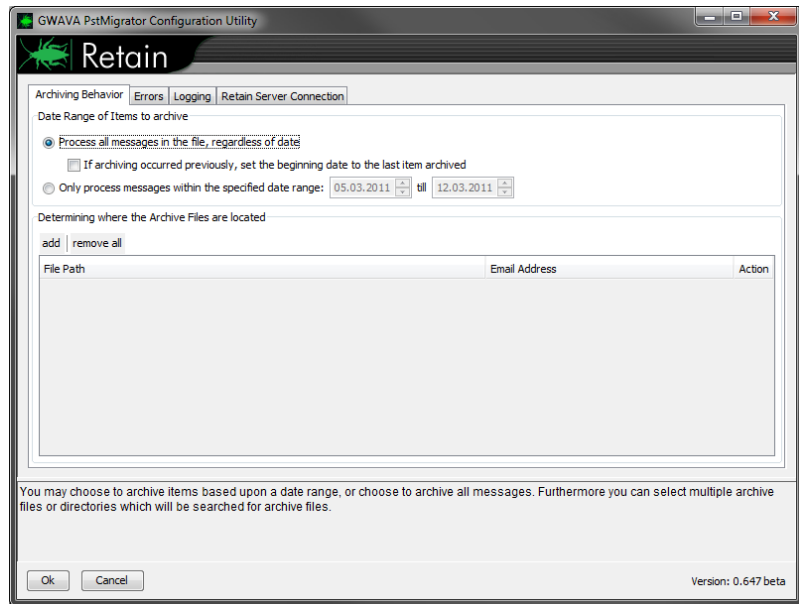 GWAVA PstMigrator Configuration Utility
Retain
Archiving Behavior Errors Logging Retain Server Connection
Date Range of Items to archive
Process all messages in the file, regardless of date
If archiving occurred previously, set the beginning date to the last item archived
Only process messages within the specified date range: 05.03.2011 till 12.03.2011
Determining where the Archive Files are located
add remove all
File Path Email Address Action
You may choose to archive items based upon a date range, or choose to archive all messages. Furthermore you can select multiple archive
files or directories which will be searched for archive files.
Ok Cancel Version: 0.647 beta